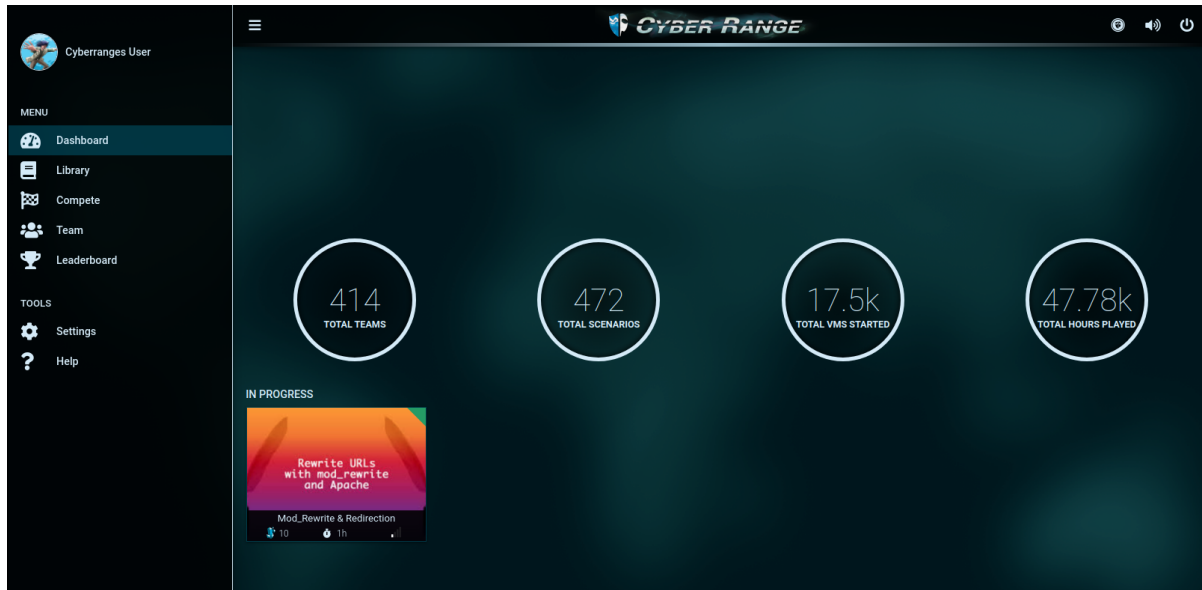 Cyberranges User
MENU
Dashboard
Library
Compete
Team
Leaderboard
TOOLS
Settings
Help
CYBER RANGE
414
TOTAL TEAMS
472
TOTAL SCENARIOS
17.5k
TOTAL VMS STARTED
47.78k
TOTAL HOURS PLAYED
IN PROGRESS
Rewrite URLs
with mod_rewrite
and Apache
Mod_Rewrite & Redirection
10 1h